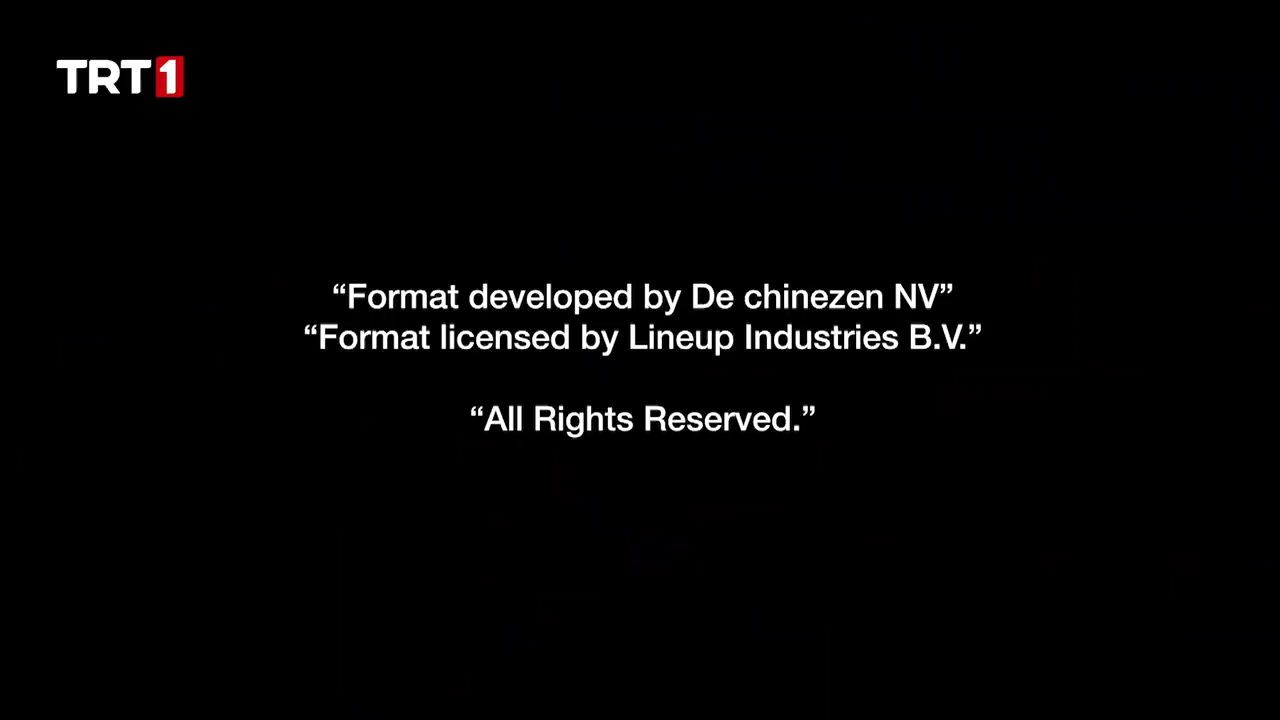 TRT1
“Format developed by De chinezen NV”
“Format licensed by Lineup Industries B.V.”
“All Rights Reserved.”